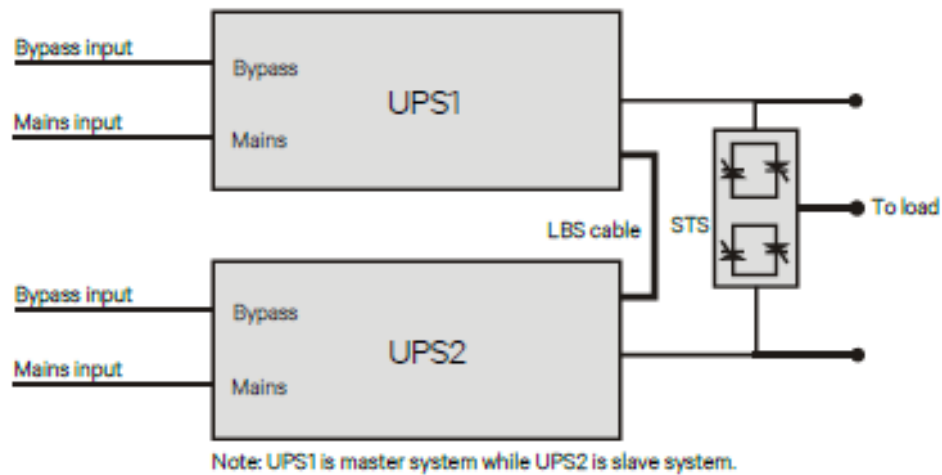 Bypass input
Bypass
UPS1
Mains input
Mains
To load
LBS cable
STS
Bypass input
Bypass
UPS2
Mains input
Mains
Note: UPS1 is master system while UPS2 is slave system.